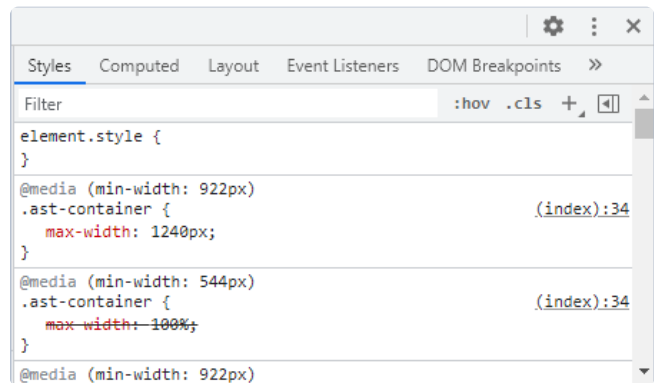 Styles Computed Layout Event Listeners DOM Breakpoints »
Filter :hov .cls +
element.style {
}
@media (min-width: 922px)
.ast-container { (index):34
max-width: 1240px;
}
@media (min-width: 544px)
.ast-container { (index):34
max-width: 100%;
}
@media (min-width: 922px)